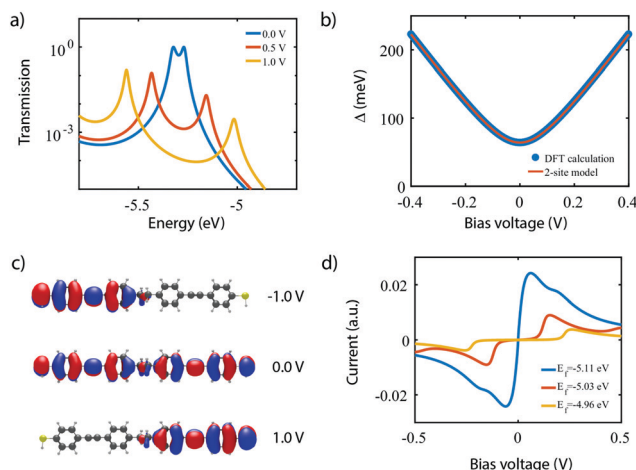 a)
Transmission
10⁰
10⁻³
-5.5
-5
Energy (eV)
0.0 V
0.5 V
1.0 V
b)
Δ (meV)
200
100
0
-0.4
-0.2
0
0.2
0.4
Bias voltage (V)
DFT calculation
2-site model
c)
-1.0 V
0.0 V
1.0 V
d)
Current (a.u.)
0.02
0
-0.02
-0.5
0
0.5
Bias voltage (V)
E_f=-5.11 eV
E_f=-5.03 eV
E_f=-4.96 eV